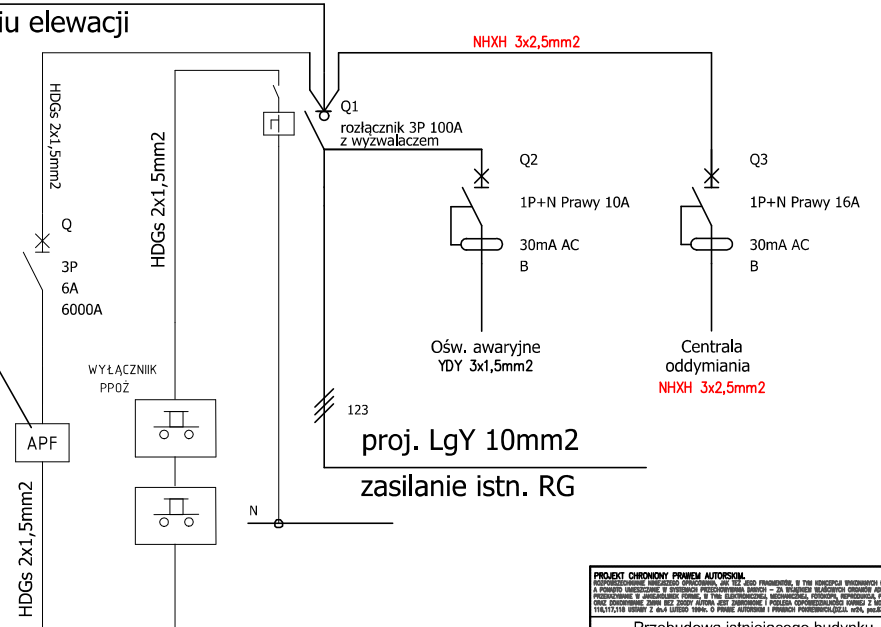 iu elewacji
NHXH 3x2,5mm2
HDGs 2x1,5mm2
HDGs 2x1,5mm2
Q1
rozłącznik 3P 100A
z wyzwalaczem
Q2
1P+N Prawy 10A
30mA AC
B
Q3
1P+N Prawy 16A
30mA AC
B
Q
3P
6A
6000A
Ośw. awaryjne
YDY 3x1,5mm2
Centrala
oddymiania
NHXH 3x2,5mm2
WYŁĄCZNIK
PPOŻ
APF
123
proj. LgY 10mm2
zasilanie istn. RG
HDGs 2x1,5mm2
N
PROJEKT CHRONIONY PRAWEM AUTORSKIM.
Przebudowa istniejącego budynku